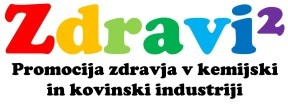 Zdravi²
Promocija zdravja v kemijski
in kovinski industriji